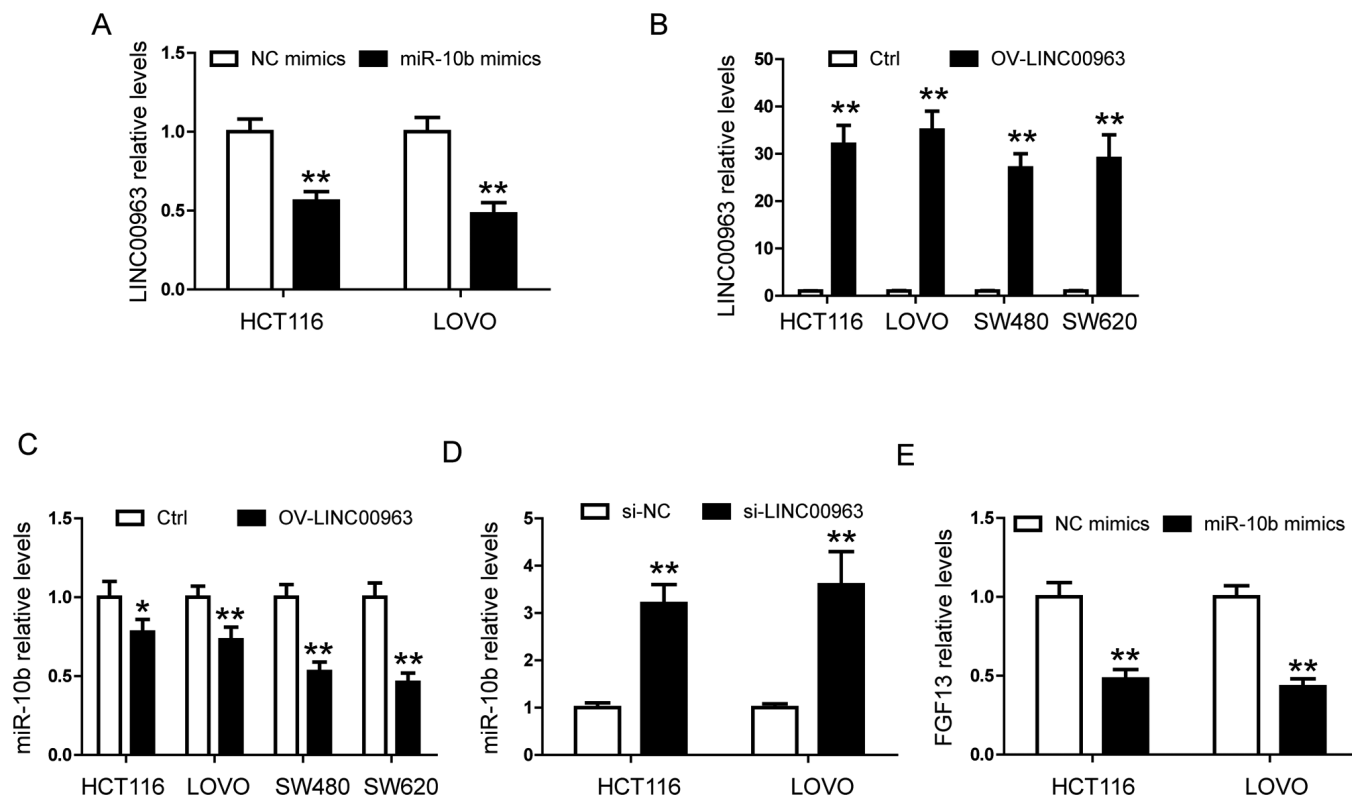 A
NC mimics miR-10b mimics
LINC00963 relative levels
1.5
1.0
0.5
0.0
** **
HCT116 LOVO
B
Ctrl OV-LINC00963
LINC00963 relative levels
50
40
30
20
10
0
** ** ** **
HCT116 LOVO SW480 SW620
C
Ctrl OV-LINC00963
miR-10b relative levels
1.5
1.0
0.5
0.0
* ** ** **
HCT116 LOVO SW480 SW620
D
si-NC si-LINC00963
miR-10b relative levels
5
4
3
2
1
0
** **
HCT116 LOVO
E
NC mimics miR-10b mimics
FGF13 relative levels
1.5
1.0
0.5
0.0
** **
HCT116 LOVO